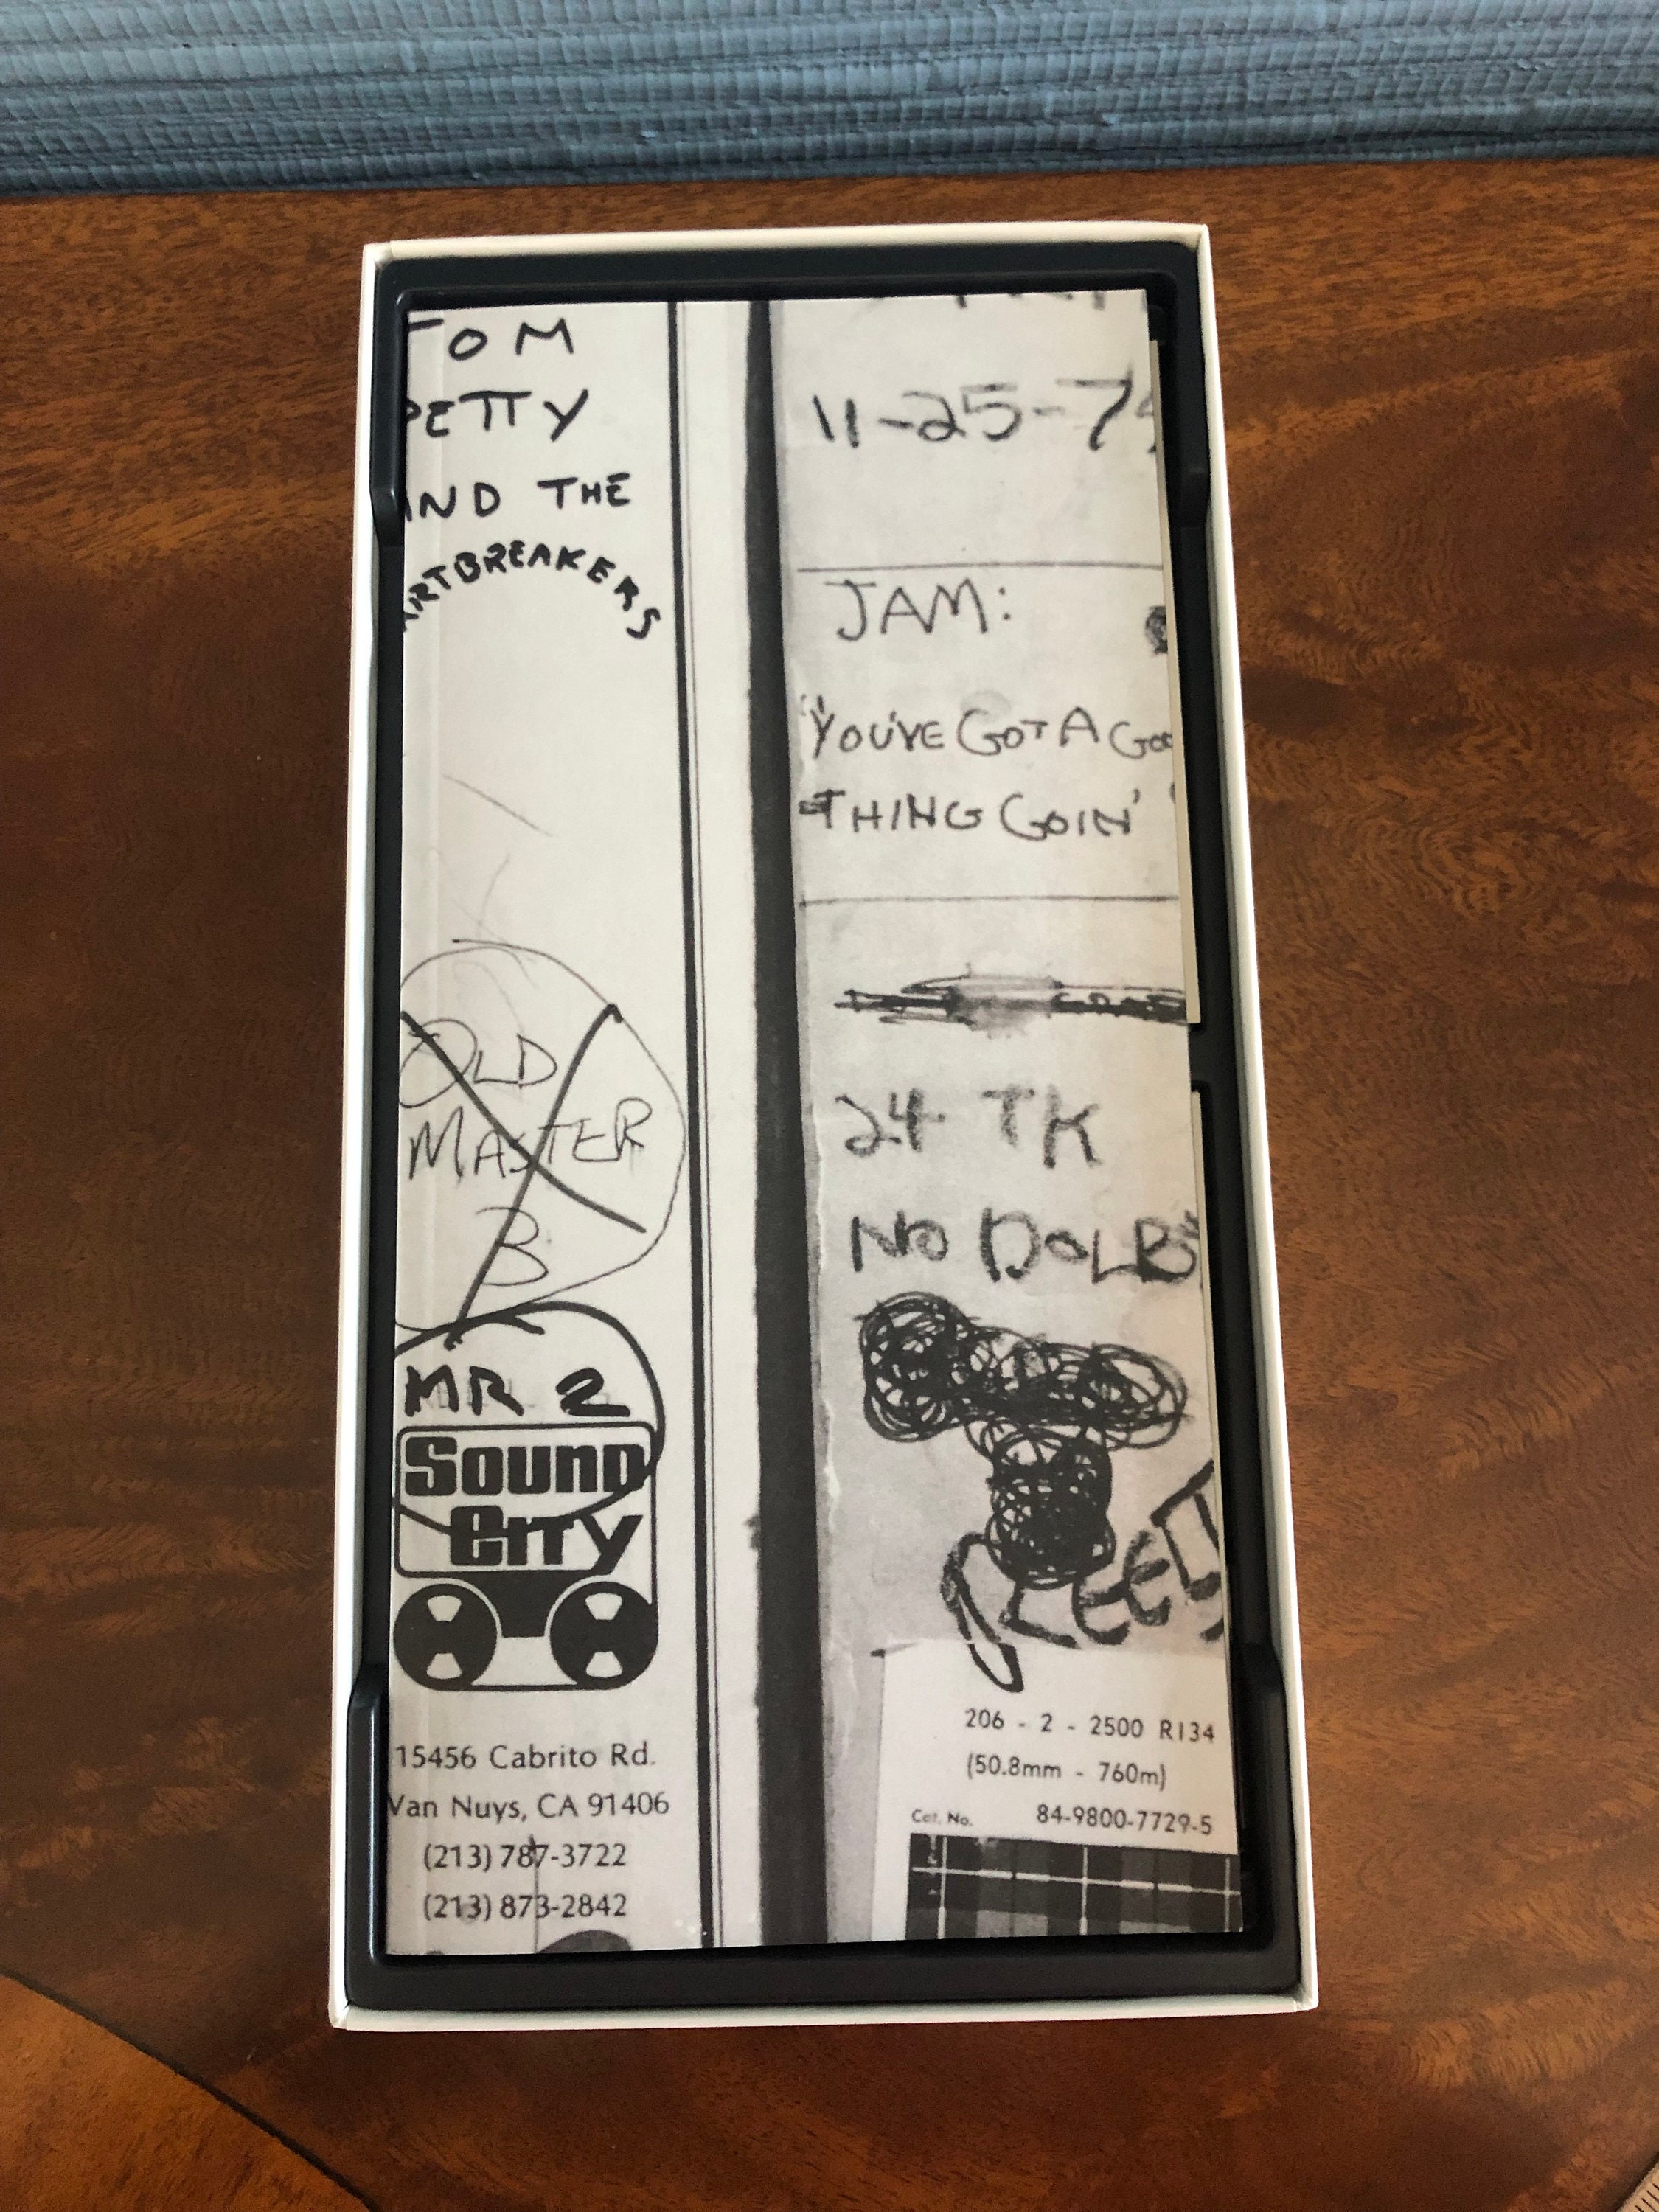 TOM
PETTY
AND THE
ARTBREAKERS
OLD
MASTER
3
MR 2
Sound
City
15456 Cabrito Rd.
Van Nuys, CA 91406
(213) 787-3722
(213) 873-2842
11-25-7
JAM:
"YOU'VE GOT A GOO
THING GOIN'
24 TK
NO DOLB
206 - 2 - 2500 R134
(50.8mm - 760m)
Cat. No. 84-9800-7729-5